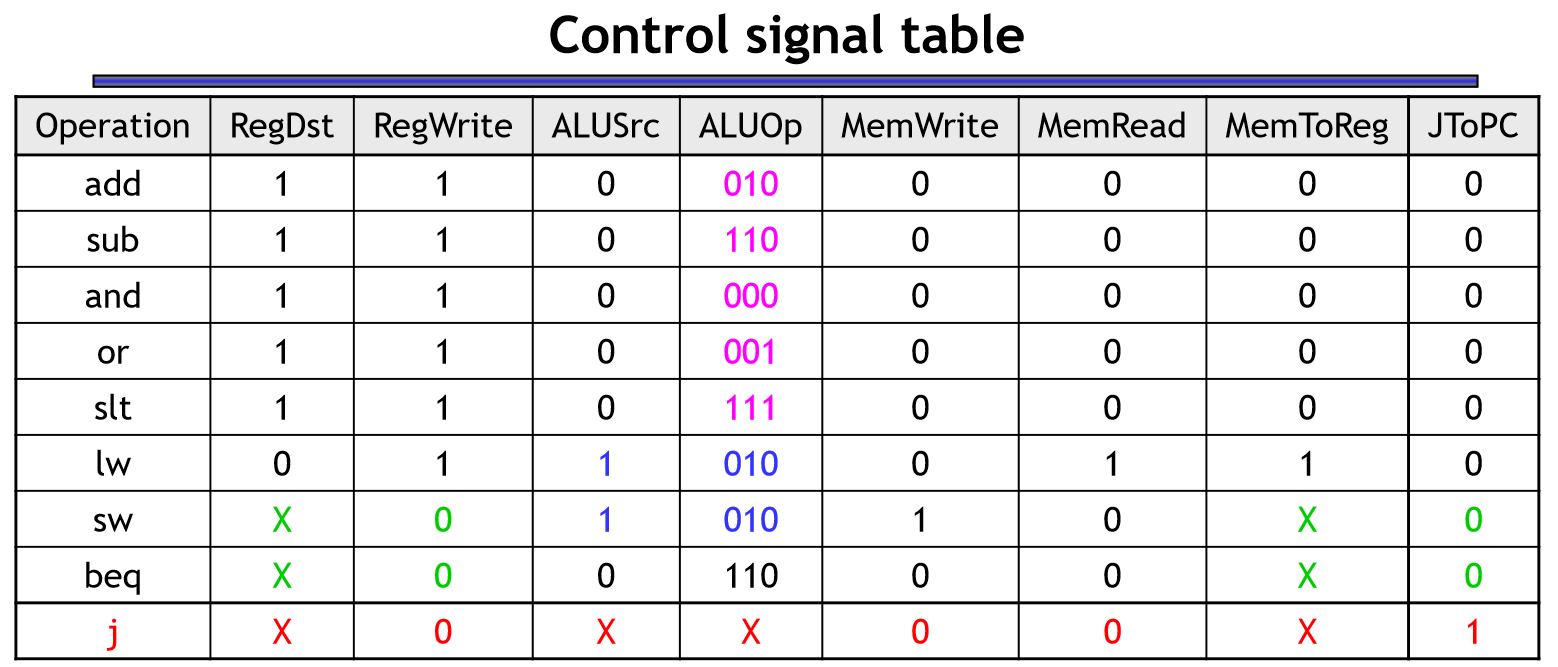 Control signal table
Operation RegDst RegWrite ALUSrc ALUOp MemWrite MemRead MemToReg JToPC
add 1 1 0 010 0 0 0 0
sub 1 1 0 110 0 0 0 0
and 1 1 0 000 0 0 0 0
or 1 1 0 001 0 0 0 0
slt 1 1 0 111 0 0 0 0
lw 0 1 1 010 0 1 1 0
sw X 0 1 010 1 0 X 0
beq X 0 0 110 0 0 X 0
j X 0 X X 0 0 X 1